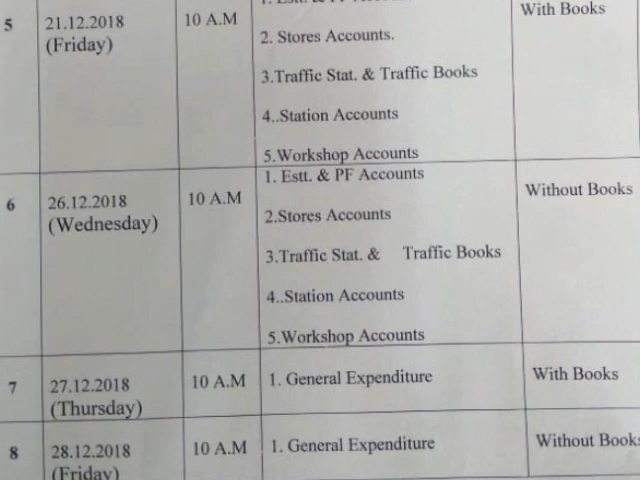 5 21.12.2018 10 A.M With Books
(Friday)
2. Stores Accounts.
3.Traffic Stat. & Traffic Books
4..Station Accounts
5.Workshop Accounts
6 26.12.2018 10 A.M 1. Estt. & PF Accounts Without Books
(Wednesday)
2.Stores Accounts
3.Traffic Stat. & Traffic Books
4..Station Accounts
5.Workshop Accounts
7 27.12.2018 10 A.M 1. General Expenditure With Books
(Thursday)
8 28.12.2018 10 A.M 1. General Expenditure Without Books
(Friday)